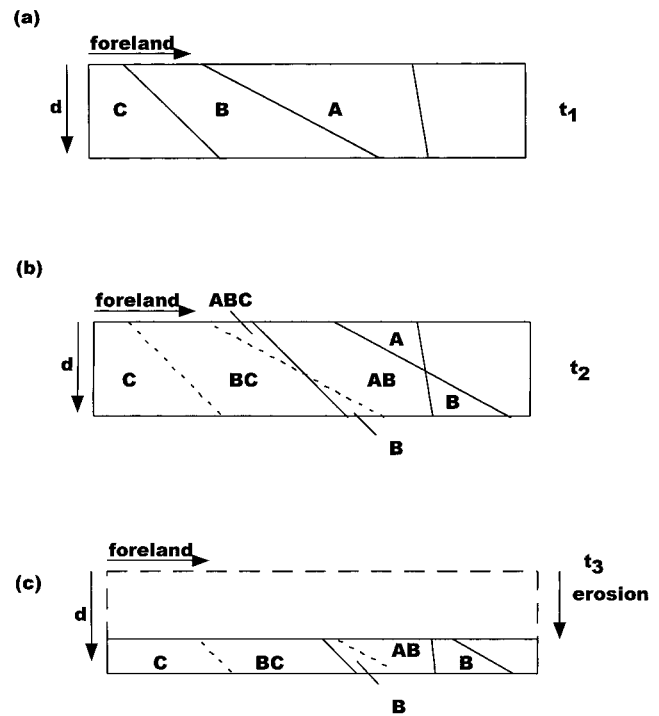 (a)
foreland
d
C B A
t1
(b)
foreland
ABC
d
A
C BC AB
B
t2
B
(c)
foreland
t3
erosion
d
AB
C BC B
B